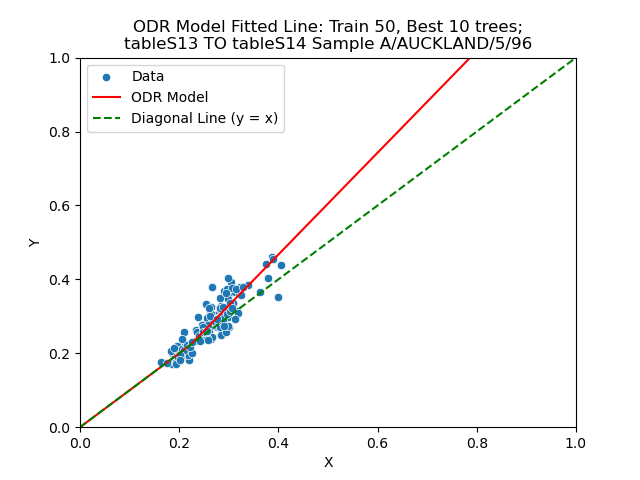 ODR Model Fitted Line: Train 50, Best 10 trees;
tableS13 TO tableS14 Sample A/AUCKLAND/5/96
Data
ODR Model
Diagonal Line (y = x)
Y
1.0
0.8
0.6
0.4
0.2
0.0
0.0 0.2 0.4 0.6 0.8 1.0
X